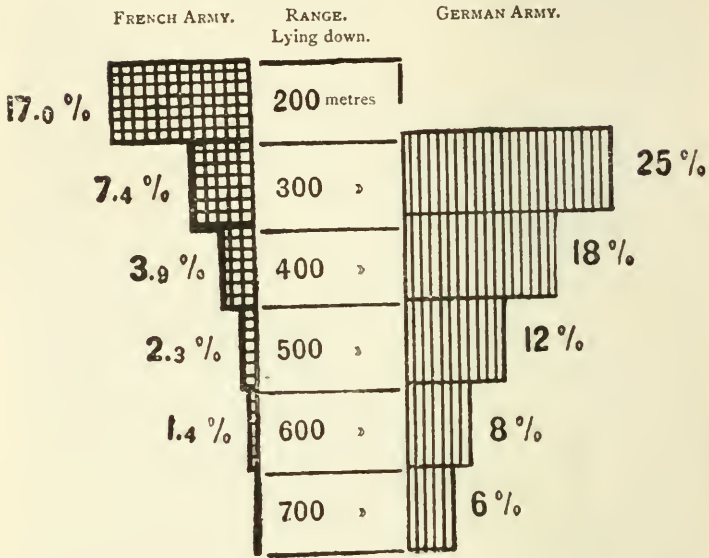 FRENCH ARMY. RANGE. GERMAN ARMY.
Lying down.
17.0 % 200 metres
7.4 % 300 » 25 %
3.9 % 400 » 18 %
2.3 % 500 » 12 %
1.4 % 600 » 8 %
700 » 6 %